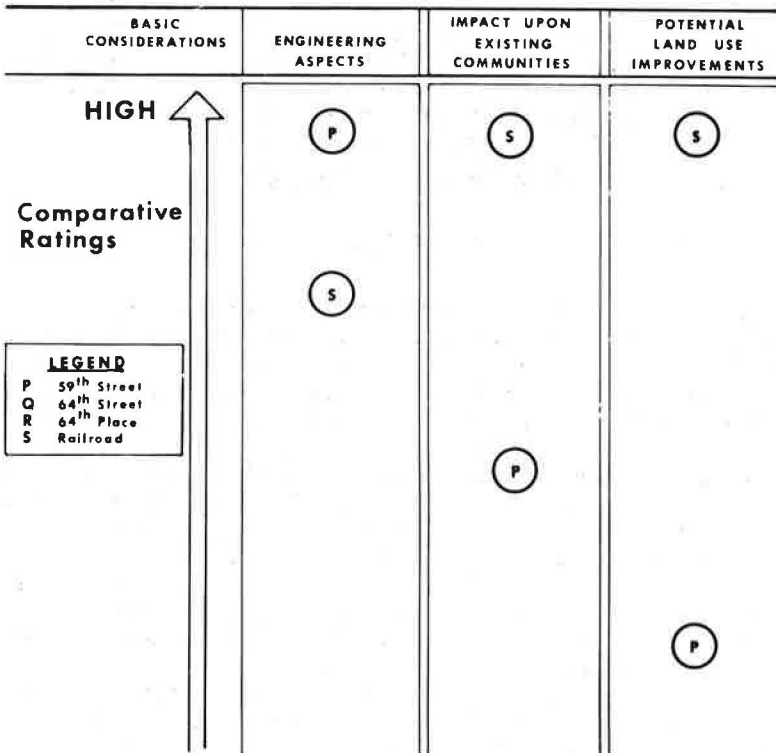 BASIC
CONSIDERATIONS
ENGINEERING
ASPECTS
IMPACT UPON
EXISTING
COMMUNITIES
POTENTIAL
LAND USE
IMPROVEMENTS
HIGH
P
S
S
Comparative
Ratings
S
LEGEND
P 59th Street
Q 64th Street
R 64th Place
S Railroad
P
P